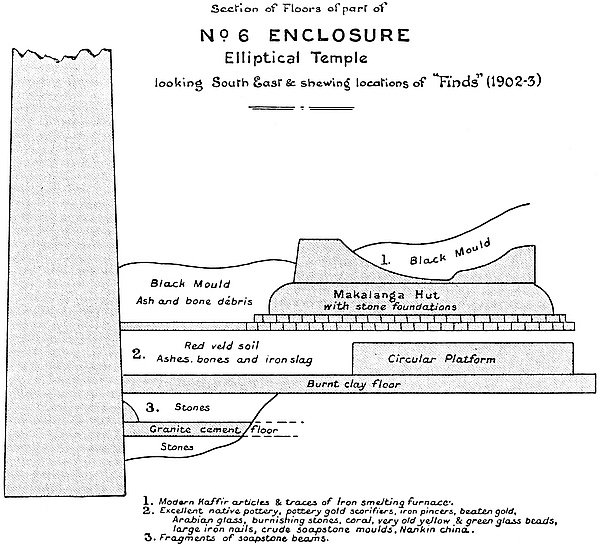 Section of Floors of part of
No 6 ENCLOSURE
Elliptical Temple
looking South East & shewing locations of "Finds" (1902-3)
1. Black Mould
Black Mould
Ash and bone débris
Makalanga Hut
with stone foundations
Red veld soil
2. Ashes. bones and iron slag
Circular Platform
Burnt clay floor
3. Stones
Granite cement floor
Stones
1. Modern Kaffir articles & traces of Iron smelting furnace.
2. Excellent native pottery, pottery gold scorifiers, iron pincers, beaten gold,
Arabian glass, burnishing stones, coral, very old yellow & green glass beads,
large iron nails, crude soapstone moulds, Nankin china.
3. Fragments of soapstone beams.